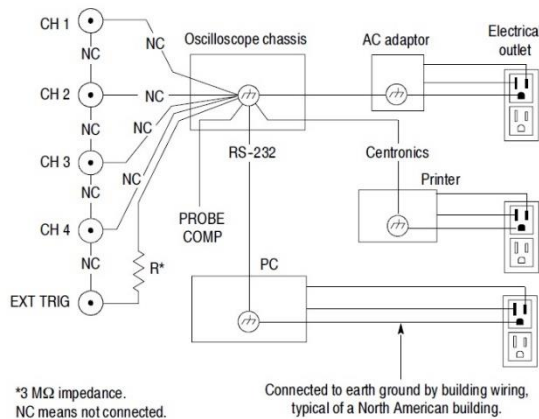 CH 1
NC
Oscilloscope chassis
AC adaptor
Electrical
outlet
NC
CH 2
NC
NC
NC
CH 3
NC
RS-232
Centronics
NC
Printer
PROBE
COMP
CH 4
NC
R*
PC
EXT TRIG
*3 MΩ impedance.
NC means not connected.
Connected to earth ground by building wiring,
typical of a North American building.